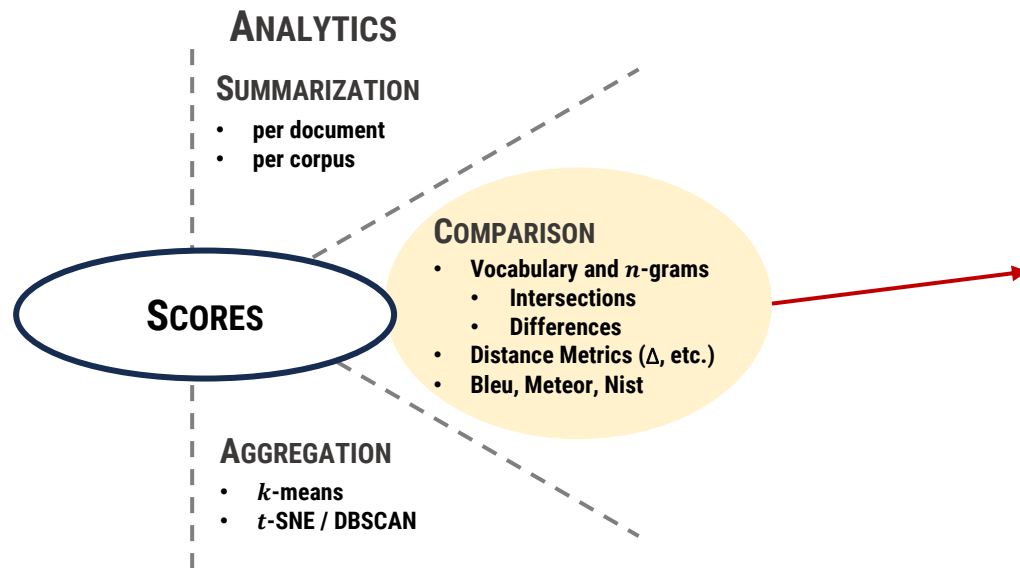 ANALYTICS
SUMMARIZATION
• per document
• per corpus
COMPARISON
• Vocabulary and n-grams
• Intersections
• Differences
• Distance Metrics (Δ, etc.)
• Bleu, Meteor, Nist
SCORES
AGGREGATION
• k-means
• t-SNE / DBSCAN